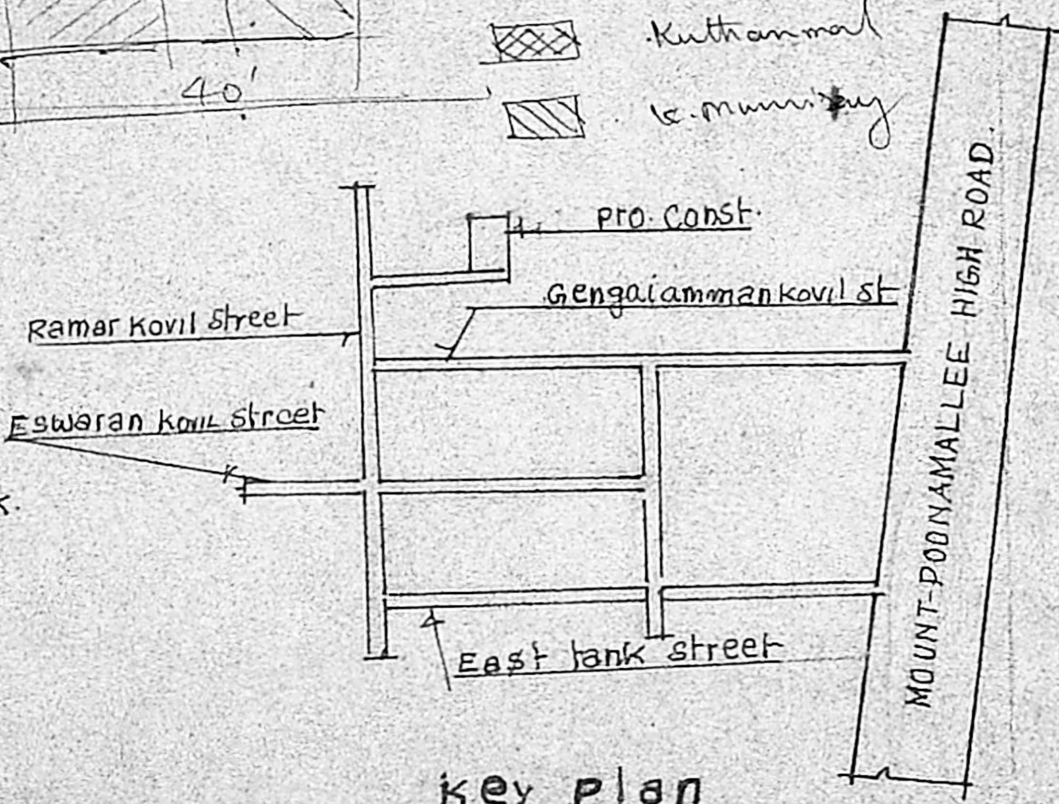 40'
Kuthanmal
K.
pro. const.
Gengaiamman kovil st
Ramar Kovil Street
Eswaran Kovil Street
East tank street
MOUNT-POONAMALLEE HIGH ROAD.
key plan